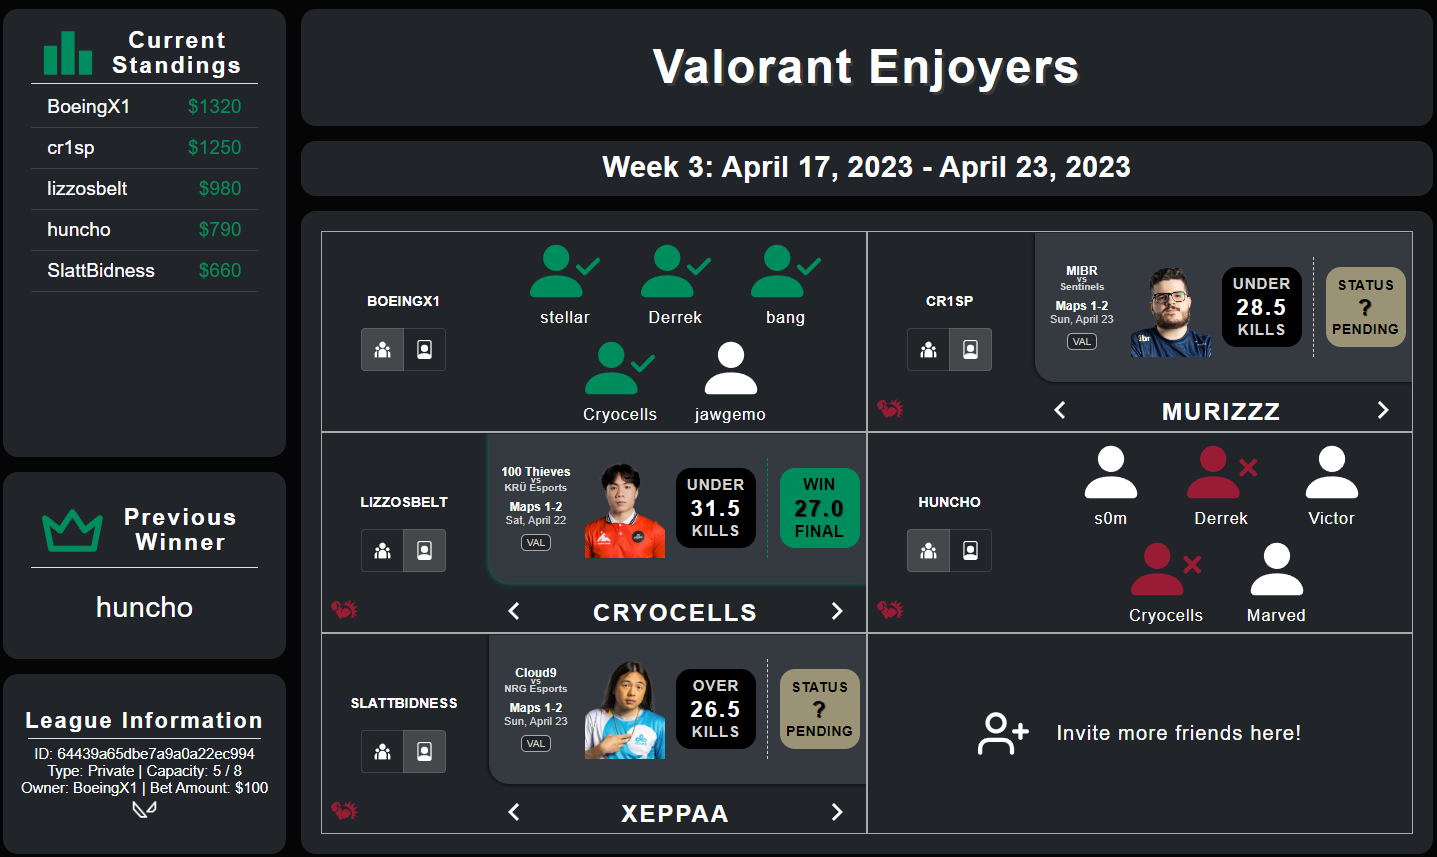 Current
Standings
BoeingX1 $1320
cr1sp $1250
lizzosbelt $980
huncho $790
SlattBidness $660
Previous
Winner
huncho
League Information
ID: 64439a65dbe7a9a0a22ec994
Type: Private | Capacity: 5 / 8
Owner: BoeingX1 | Bet Amount: $100
Valorant Enjoyers
Week 3: April 17, 2023 - April 23, 2023
BOEINGX1
stellar
Derrek
bang
Cryocells
jawgemo
CR1SP
MIBR
vs
Sentinels
Maps 1-2
Sun, April 23
VAL
UNDER
28.5
KILLS
STATUS
?
PENDING
MURIZZZ
LIZZOSBELT
100 Thieves
vs
KRÜ Esports
Maps 1-2
Sat, April 22
VAL
UNDER
31.5
KILLS
WIN
27.0
FINAL
CRYOCELLS
HUNCHO
s0m
Derrek
Victor
Cryocells
Marved
SLATTBIDNESS
Cloud9
vs
NRG Esports
Maps 1-2
Sun, April 23
VAL
OVER
26.5
KILLS
STATUS
?
PENDING
XEPPAA
Invite more friends here!